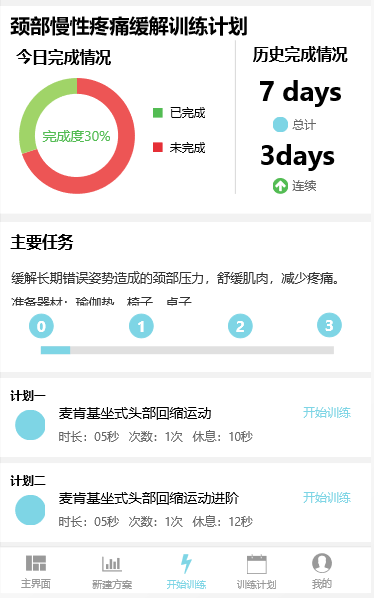 颈部慢性疼痛缓解训练计划
今日完成情况
历史完成情况
完成度30%
已完成
未完成
7 days
总计
3days
连续
主要任务
缓解长期错误姿势造成的颈部压力，舒缓肌肉，减少疼痛。
准备器材：瑜伽垫、椅子、桌子
0 1 2 3
计划一
麦肯基坐式头部回缩运动 开始训练
时长：05秒 次数：1次 休息：10秒
计划二
麦肯基坐式头部回缩运动进阶 开始训练
时长：05秒 次数：1次 休息：12秒
主界面 新建方案 开始训练 训练计划 我的